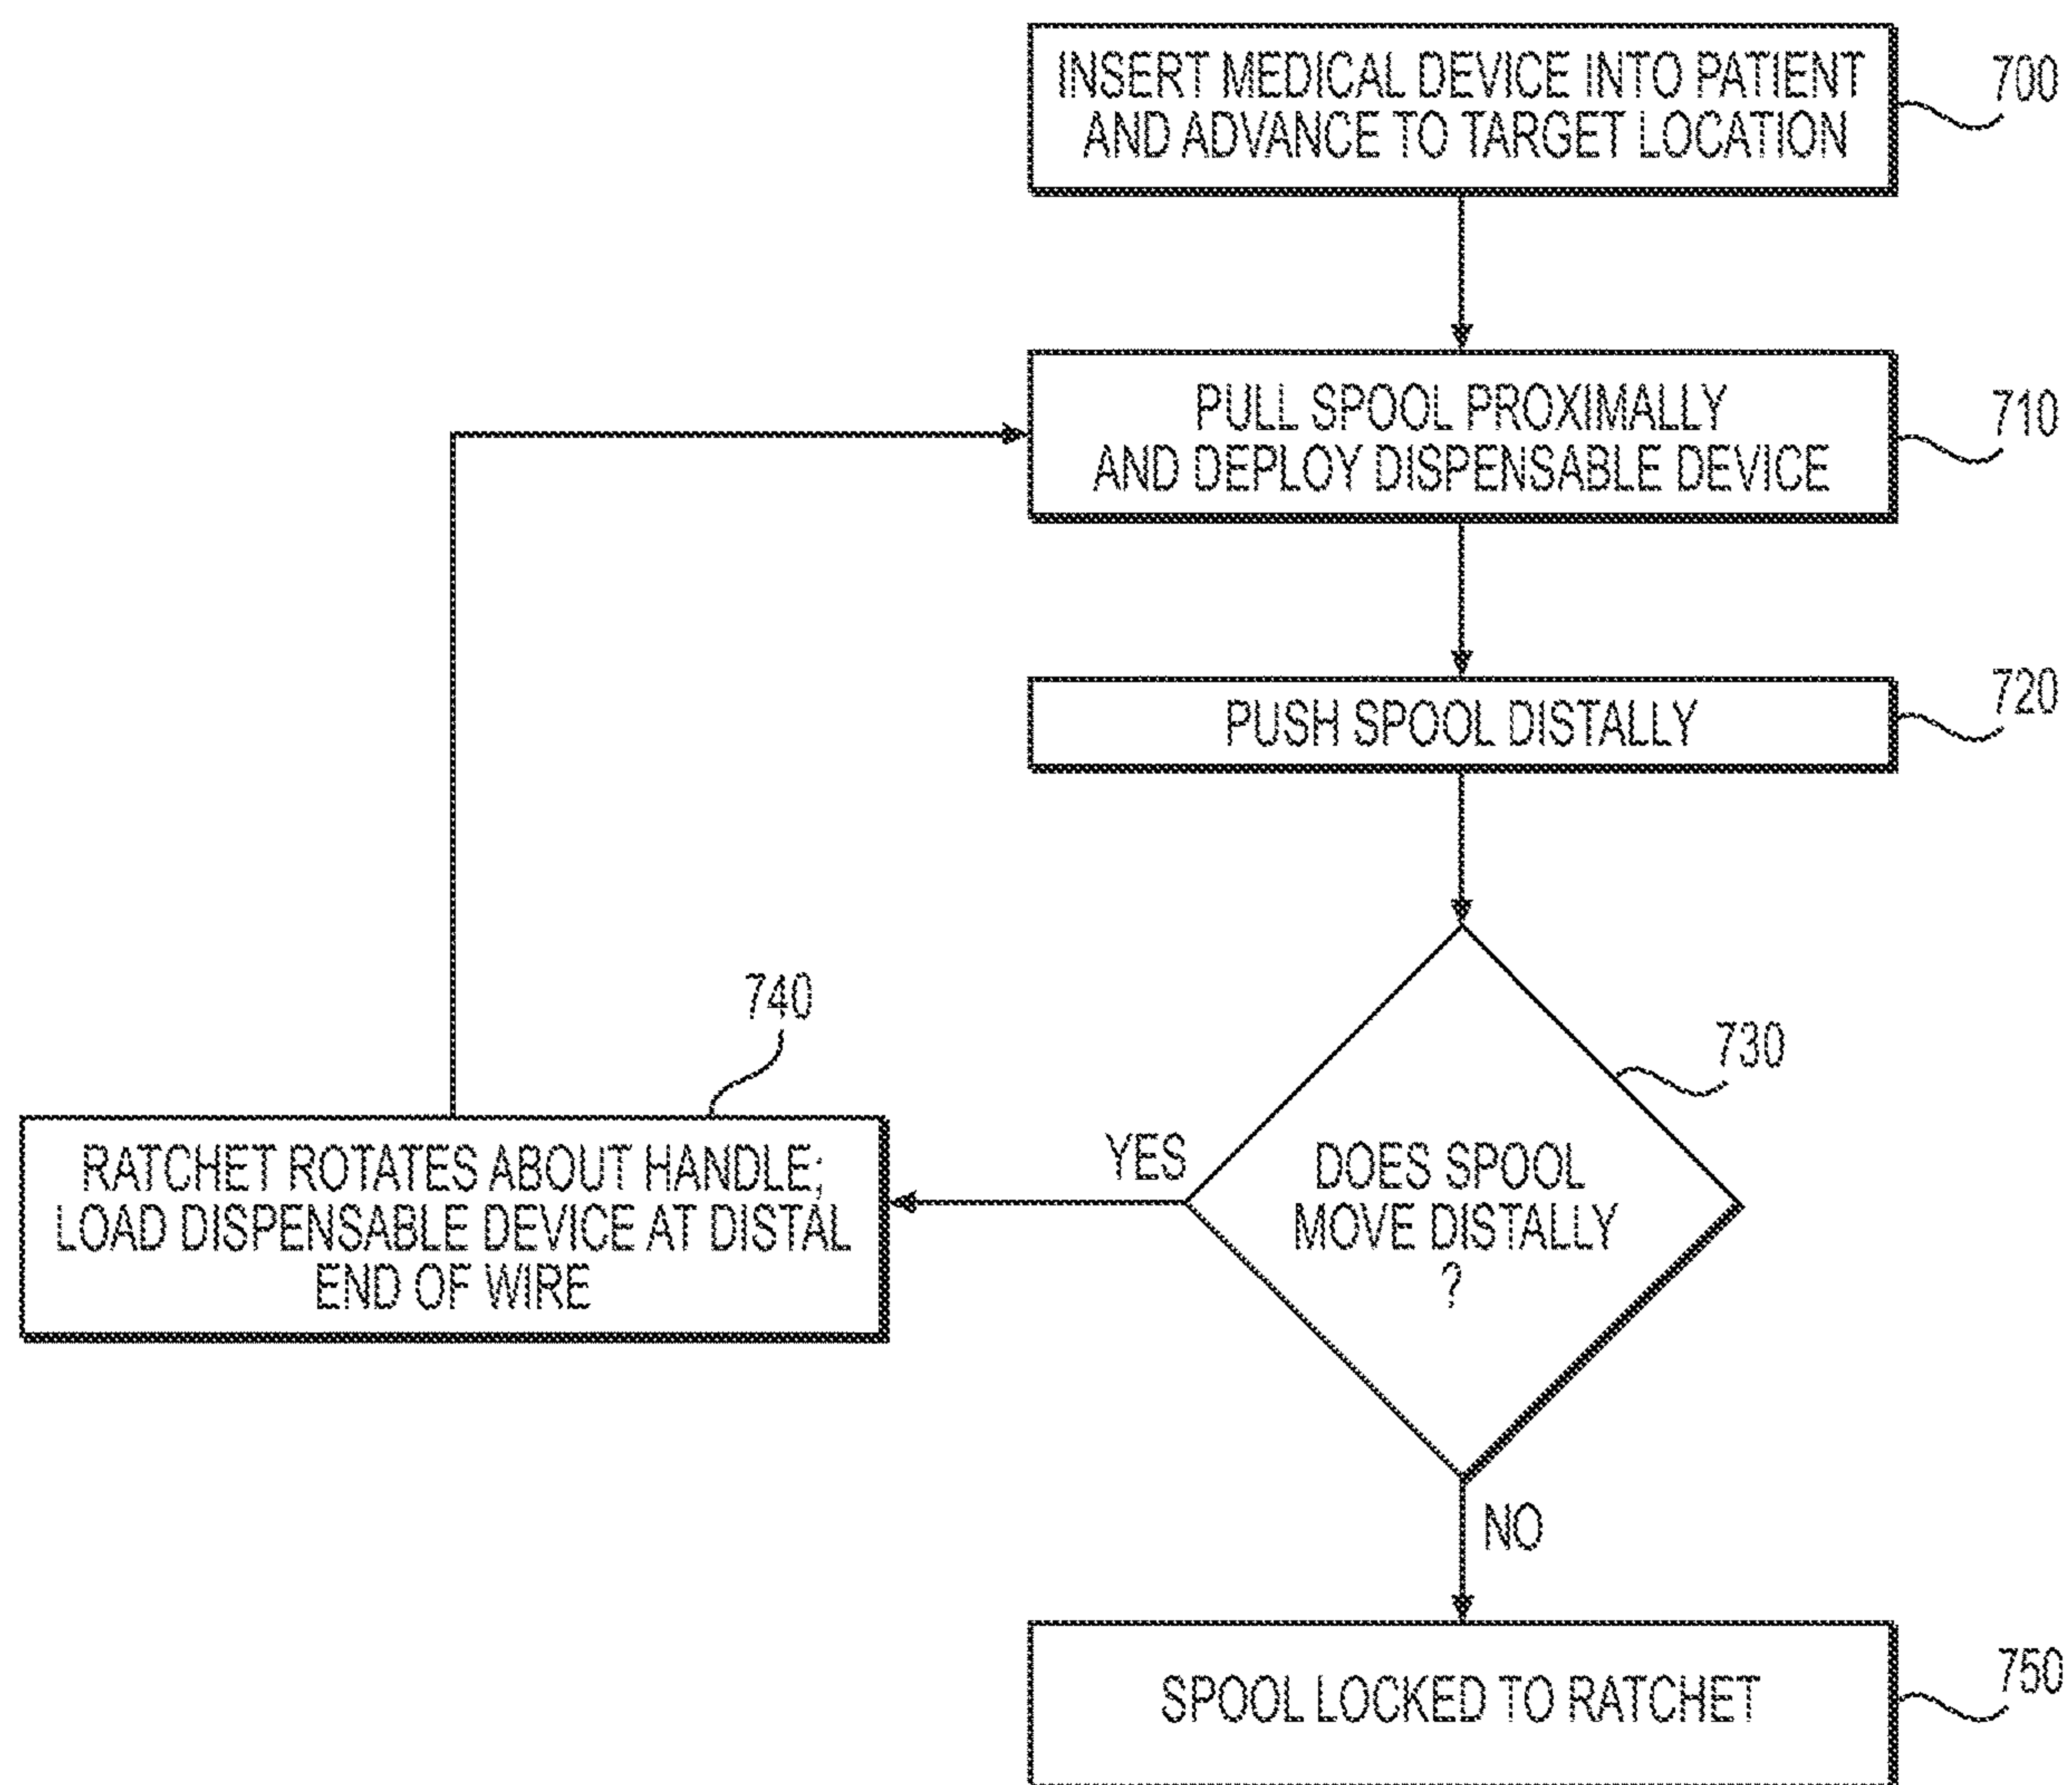 INSERT MEDICAL DEVICE INTO PATIENT
AND ADVANCE TO TARGET LOCATION
700
PULL SPOOL PROXIMALLY
AND DEPLOY DISPENSABLE DEVICE
710
PUSH SPOOL DISTALLY
720
730
DOES SPOOL
MOVE DISTALLY
?
YES
740
RATCHET ROTATES ABOUT HANDLE;
LOAD DISPENSABLE DEVICE AT DISTAL
END OF WIRE
NO
SPOOL LOCKED TO RATCHET
750